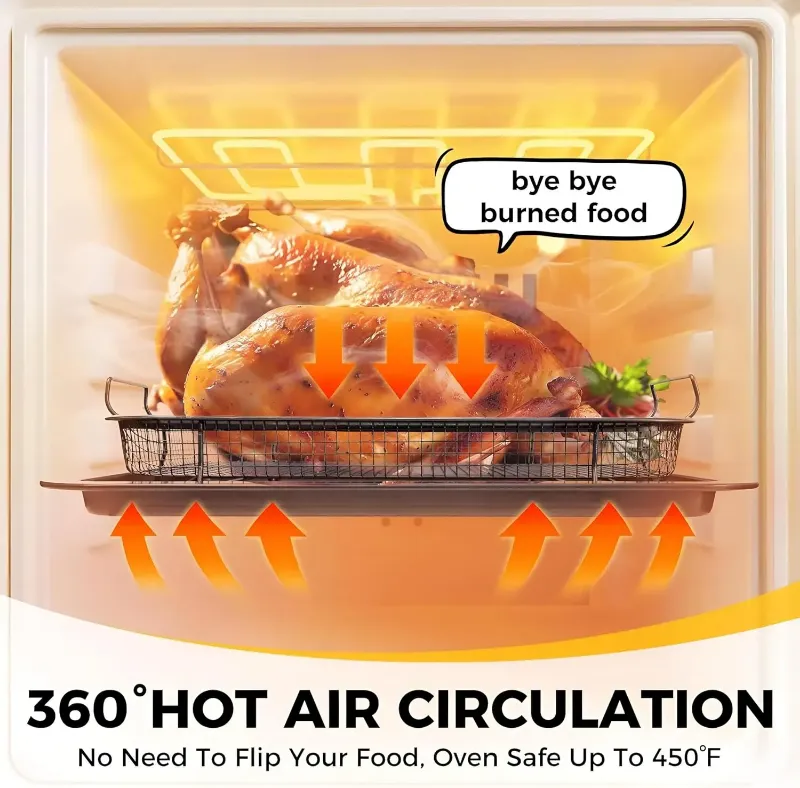 bye bye
burned food
360°HOT AIR CIRCULATION
No Need To Flip Your Food, Oven Safe Up To 450°F